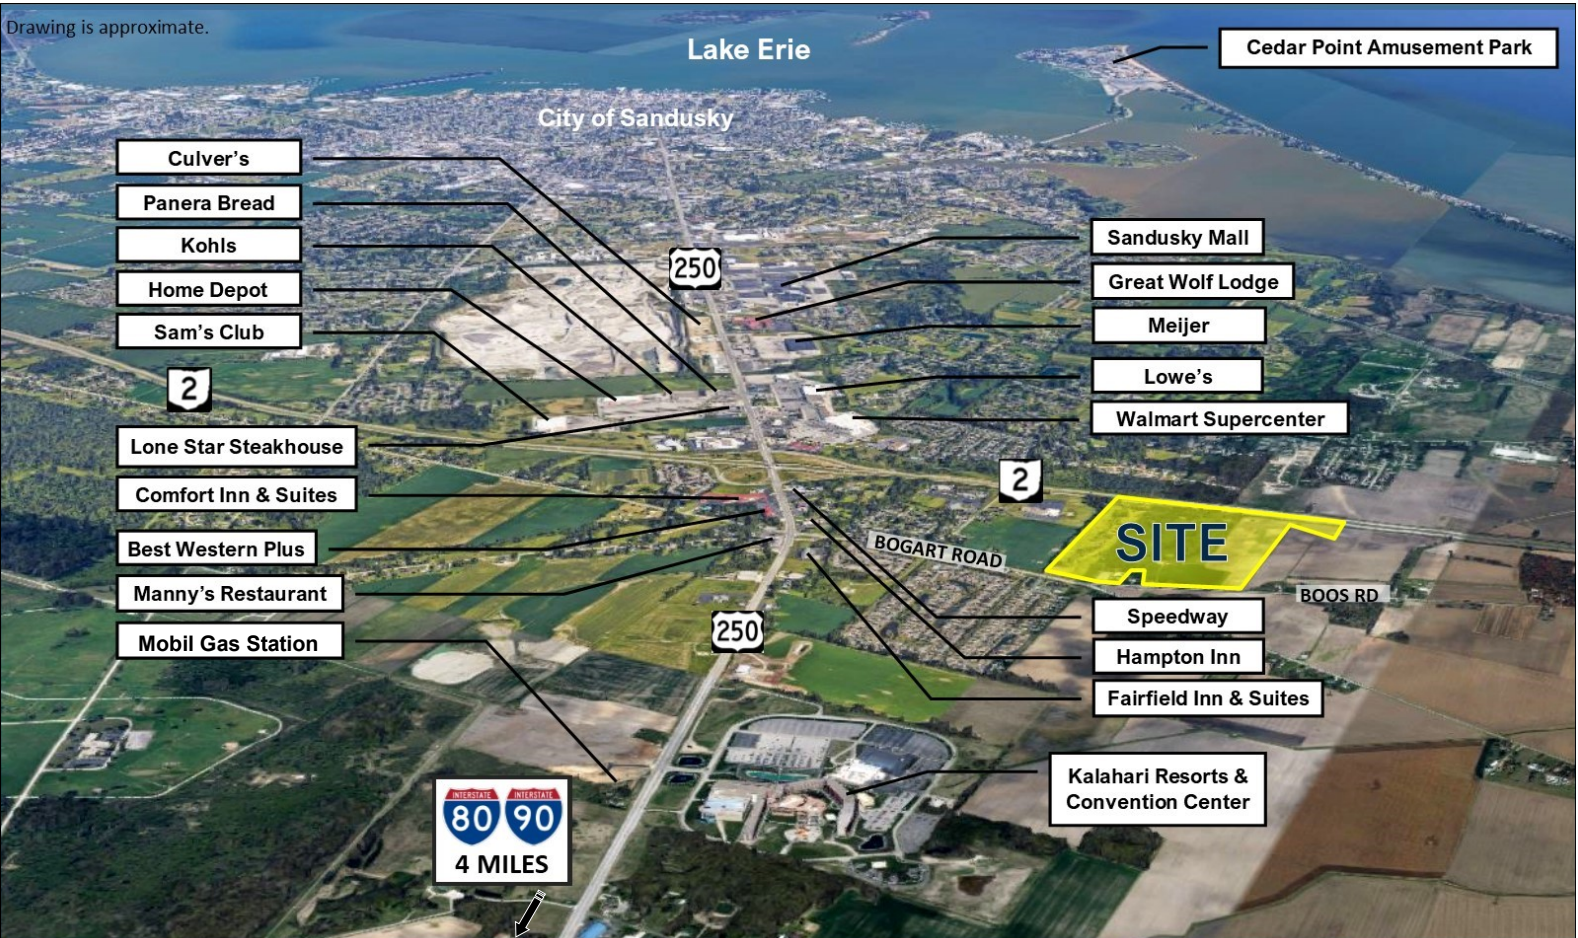 Drawing is approximate.
Lake Erie
Cedar Point Amusement Park
City of Sandusky
Culver's
Panera Bread
Kohls
Home Depot
Sam's Club
2
Lone Star Steakhouse
Comfort Inn & Suites
Best Western Plus
Manny's Restaurant
Mobil Gas Station
250
Sandusky Mall
Great Wolf Lodge
Meijer
Lowe's
Walmart Supercenter
2
SITE
BOGART ROAD
BOOS RD
250
Speedway
Hampton Inn
Fairfield Inn & Suites
Kalahari Resorts &
Convention Center
INTERSTATE INTERSTATE
80 90
4 MILES